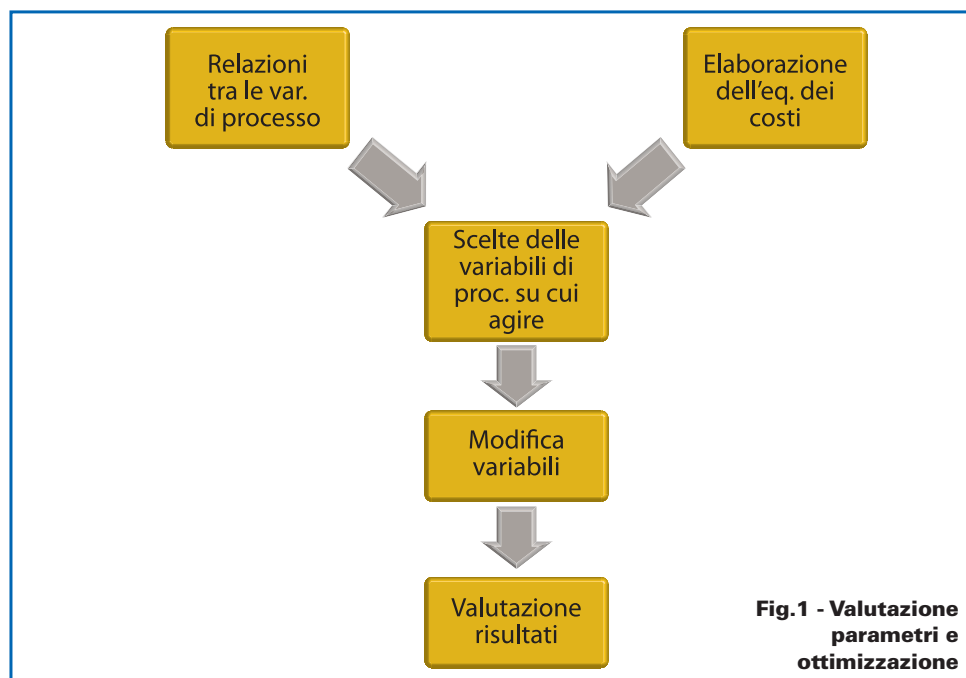 Relazioni
tra le var.
di processo
Elaborazione
dell’eq. dei
costi
Scelte delle
variabili di
proc. su cui
agire
Modifica
variabili
Valutazione
risultati
Fig.1 - Valutazione
parametri e
ottimizzazione